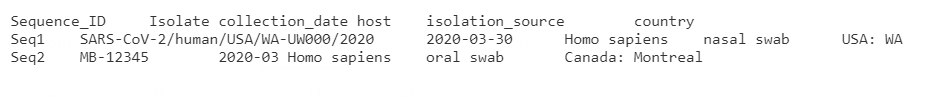 Sequence_ID Isolate collection_date host isolation_source country
Seq1 SARS-CoV-2/human/USA/WA-UW000/2020 2020-03-30 Homo sapiens nasal swab USA: WA
Seq2 MB-12345 2020-03 Homo sapiens oral swab Canada: Montreal